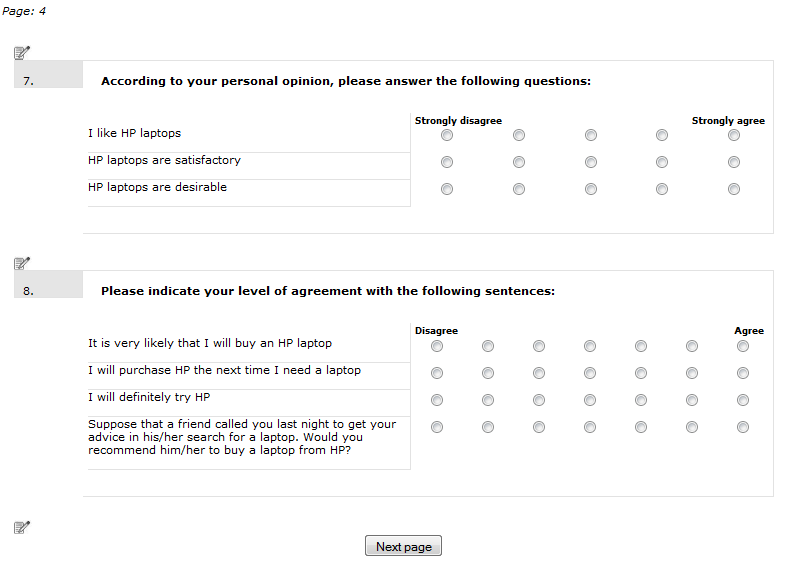 Page: 4
7. According to your personal opinion, please answer the following questions:
Strongly disagree Strongly agree
I like HP laptops
HP laptops are satisfactory
HP laptops are desirable
8. Please indicate your level of agreement with the following sentences:
Disagree Agree
It is very likely that I will buy an HP laptop
I will purchase HP the next time I need a laptop
I will definitely try HP
Suppose that a friend called you last night to get your
advice in his/her search for a laptop. Would you
recommend him/her to buy a laptop from HP?
Next page